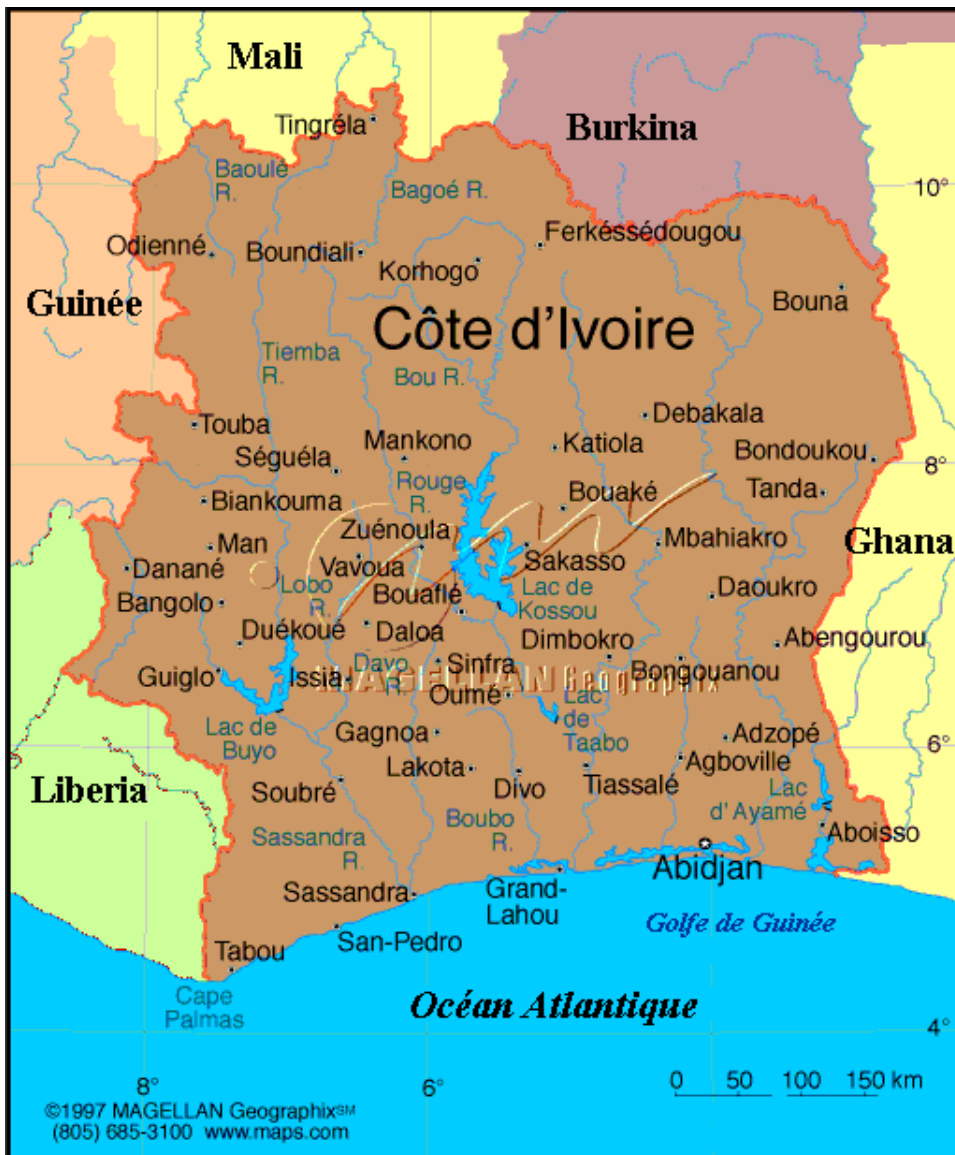 Mali
Burkina
Tingréla
Baoulé
R.
Bagoé R.
10°
Odienné
Boundiali
Ferkéssédougou
Korhogo
Guinée
Bouna
Côte d'Ivoire
Tiemba
R.
Bou R.
Touba
Debakala
Mankono
Katiola
Séguéla
Bondoukou
8°
Rouge
R.
Bouaké
Tanda
Biankouma
Zuénoula
Mbahiakro
Ghana
Man
Vavoua
Sakasso
Danané
Lobo
R.
Bouaflé
Lac de
Kossou
Daoukro
Bangolo
Duékoué
Daloa
Dimbokro
Abengourou
Guiglo
Issia
Davo
R.
Sinfra
Bongouanou
MAGELLAN Geographix
Oumé
Lac
de
Taabo
Lac de
Buyo
Gagnoa
Adzopé
6°
Liberia
Lakota
Agboville
Soubré
Divo
Tiassalé
Lac
d' Ayamé
Boubo
R.
Sassandra
R.
Aboisso
Abidjan
Sassandra
Grand-
Lahou
Golfe de Guinée
San-Pedro
Tabou
Cape
Palmas
Océan Atlantique
4°
8°
6°
0 50 100 150 km
©1997 MAGELLAN Geographix℠
(805) 685-3100 www.maps.com